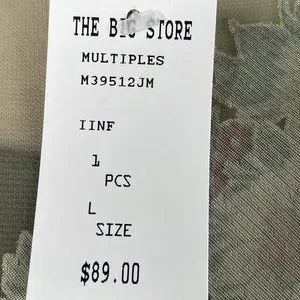 THE BIG STORE
MULTIPLES
M39512JM
IINF
1
PCS
L
SIZE
$89.00